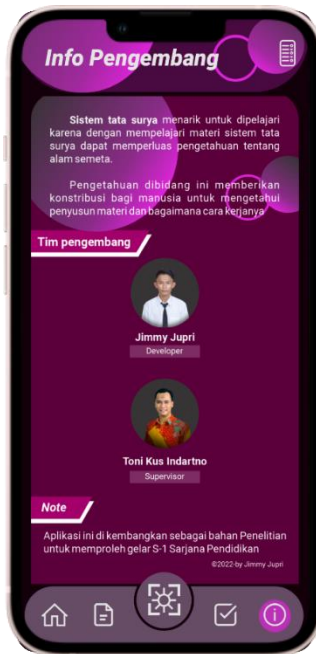 Info Pengembang
Sistem tata surya menarik untuk dipelajari
karena dengan mempelajari materi sistem tata
surya dapat memperluas pengetahuan tentang
alam semeta.
Pengetahuan dibidang ini memberikan
konstribusi bagi manusia untuk mengetahui
penyusun materi dan bagaimana cara kerjanya
Tim pengembang
Jimmy Jupri
Developer
Toni Kus Indartno
Supervisor
Note
Aplikasi ini di kembangkan sebagai bahan Penelitian
untuk memproleh gelar S-1 Sarjana Pendidikan
©2022-by Jimmy Jupri